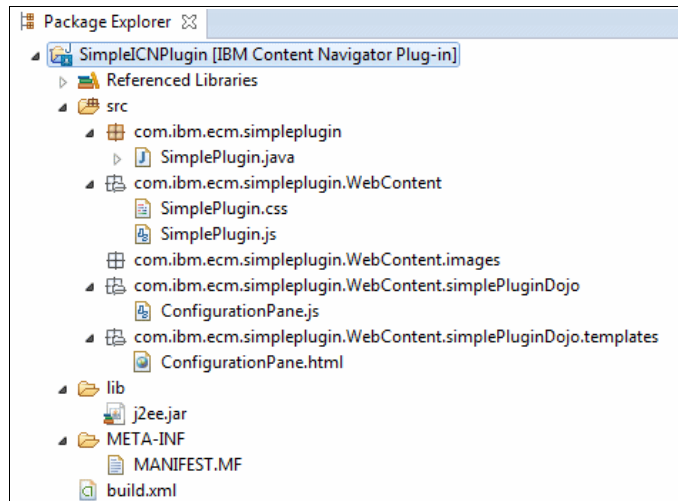 Package Explorer
SimpleICNPlugin [IBM Content Navigator Plug-in]
Referenced Libraries
src
com.ibm.ecm.simpleplugin
SimplePlugin.java
com.ibm.ecm.simpleplugin.WebContent
SimplePlugin.css
SimplePlugin.js
com.ibm.ecm.simpleplugin.WebContent.images
com.ibm.ecm.simpleplugin.WebContent.simplePluginDojo
ConfigurationPane.js
com.ibm.ecm.simpleplugin.WebContent.simplePluginDojo.templates
ConfigurationPane.html
lib
j2ee.jar
META-INF
MANIFEST.MF
build.xml